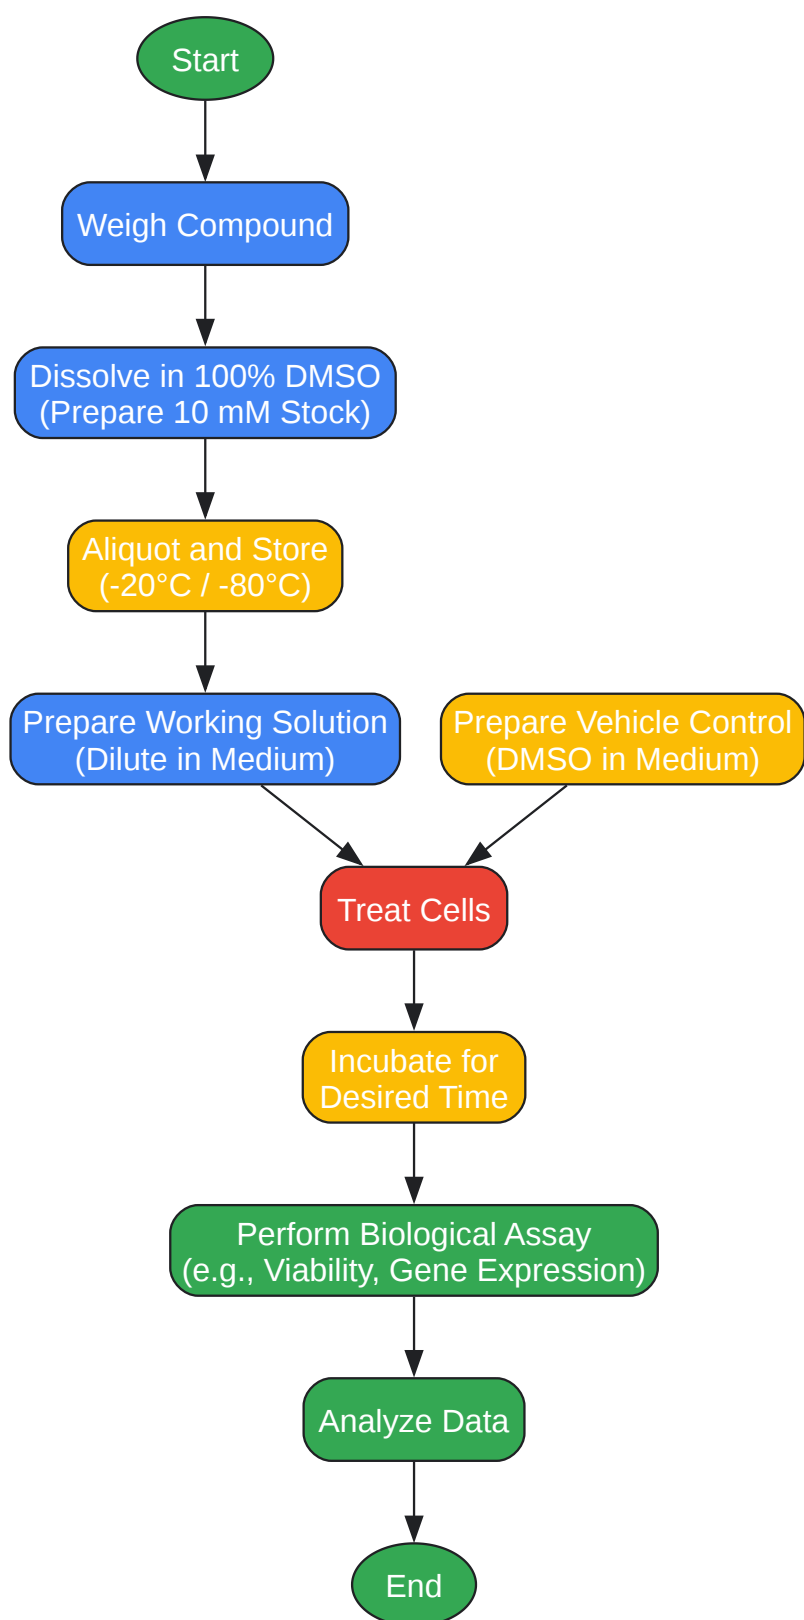 Start
Weigh Compound
Dissolve in 100% DMSO
(Prepare 10 mM Stock)
Aliquot and Store
(-20°C / -80°C)
Prepare Working Solution
(Dilute in Medium)
Prepare Vehicle Control
(DMSO in Medium)
Treat Cells
Incubate for
Desired Time
Perform Biological Assay
(e.g., Viability, Gene Expression)
Analyze Data
End